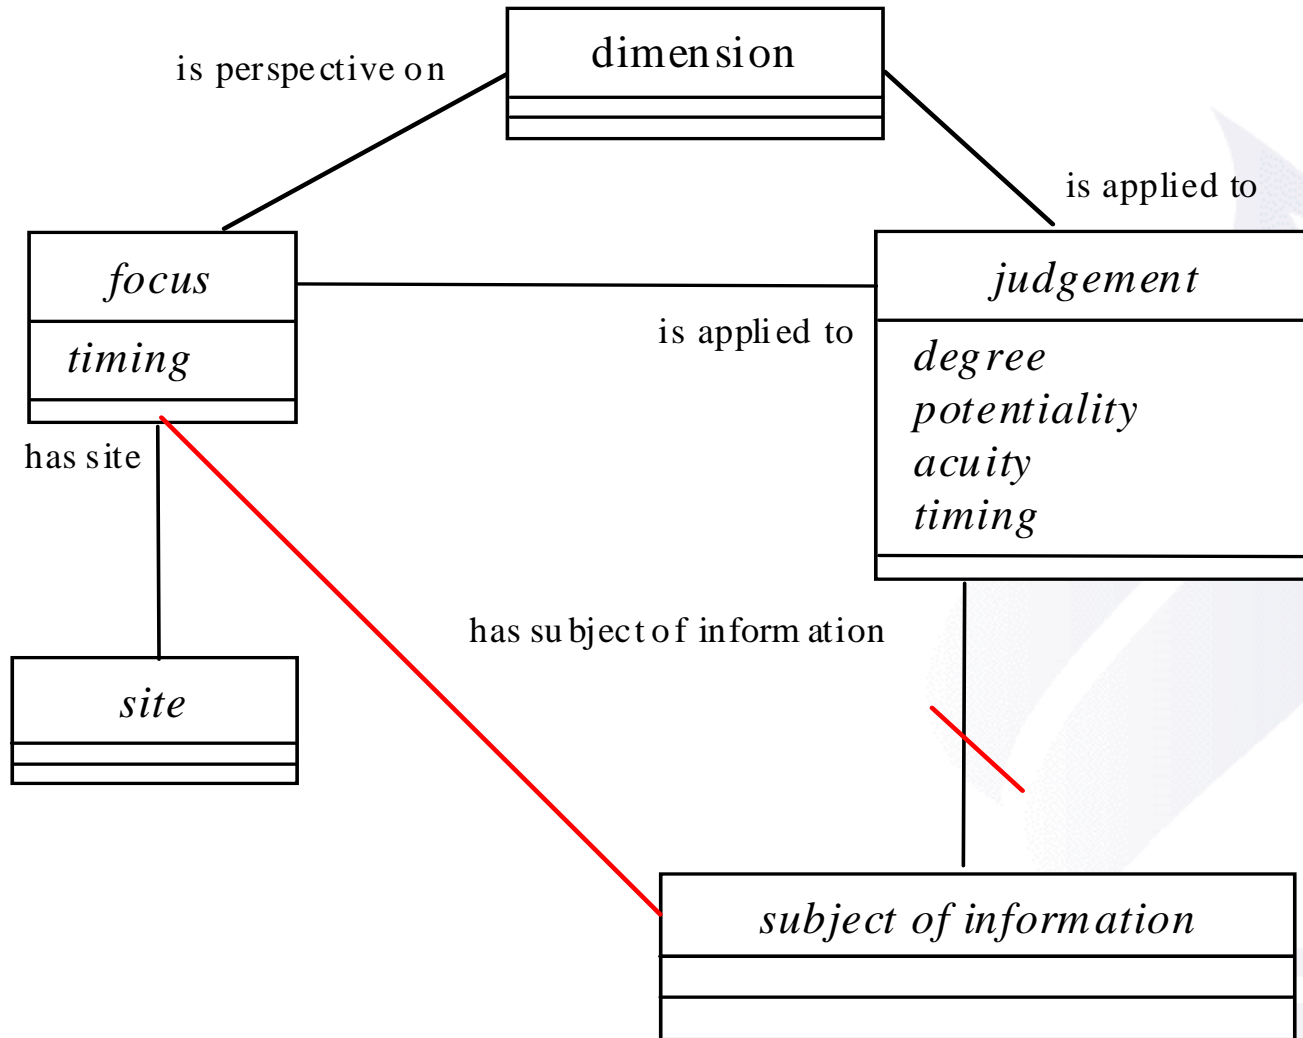 dimension
is perspective on
is applied to
focus
judgement
timing
is applied to
degree
potentiality
acuity
timing
has site
has subject of information
site
subject of information